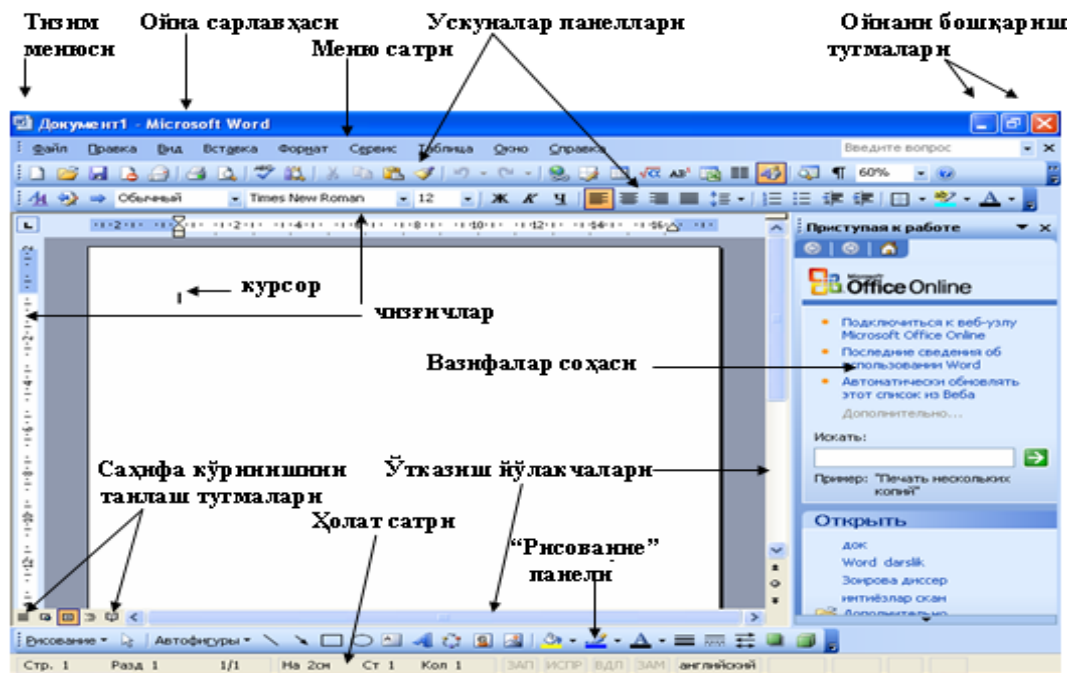 Тизим менюси
Ойна сарлавҳаси
Меню сатри
Ускуналар панеллари
Ойнани бошқариш тугмалари
Документ1 - Microsoft Word
Файл Правка Вид Вставка Формат Сервис Таблица Окно Справка Введите вопрос
60%
Обычный Times New Roman 12 Ж К Ч
Приступая к работе
Microsoft Office Online
курсор
чизғичлар
Подключиться к веб-узлу
Microsoft Office Online
Последние сведения об
использовании Word
Автоматически обновлять
этот список из Веба
Дополнительно...
Вазифалар соҳаси
Искать:
Пример: "Печать нескольких
копий"
Саҳифа кўринишини
танлаш тугмалари
Ўтказиш йўлакчалари
Ҳолат сатри
“Рисование”
панели
Открыть
док
Word darslik
Зоирова диссер
интиёзлар скан
Дополнительно...
Рисование Автофигуры
Стр. 1 Разд 1 1/1 На 2см Ст 1 Кол 1 ЗАП ИСПР ВДЛ ЗАМ английский